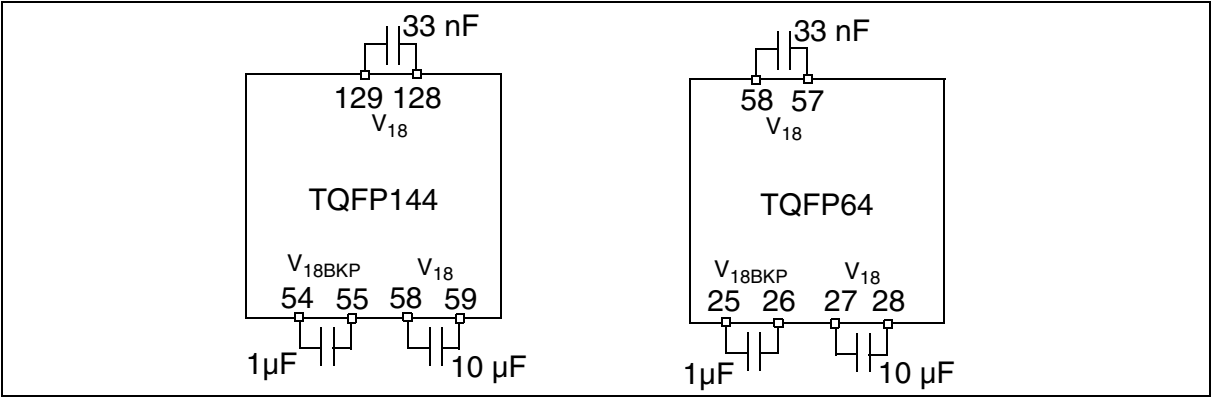 33 nF
129 128
V18
TQFP144
V18BKP V18
54 55 58 59
1µF 10 µF
33 nF
58 57
V18
TQFP64
V18BKP V18
25 26 27 28
1µF 10 µF